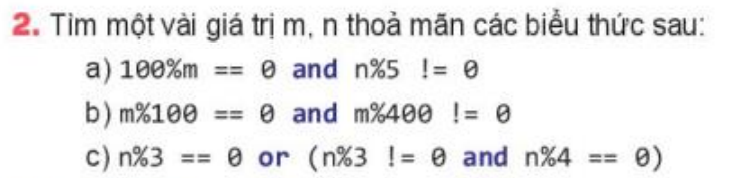 2. Tìm một vài giá trị m, n thoả mãn các biểu thức sau:
a) 100%m == 0 and n%5 != 0
b) m%100 == 0 and m%400 != 0
c) n%3 == 0 or (n%3 != 0 and n%4 == 0)